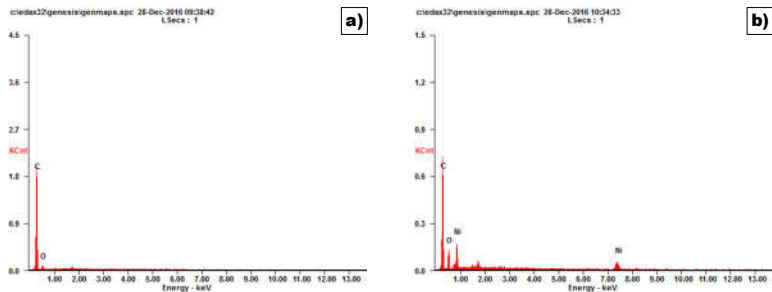 c:\edax32\genesis\genmaps.spc 28-Dec-2016 09:38:42
LSecs : 1
a)
4.5
3.6
2.7
KCnt
1.8
C
0.9
O
0.0
1.00 2.00 3.00 4.00 5.00 6.00 7.00 8.00 9.00 10.00 11.00 12.00 13.00
Energy - keV
c:\edax32\genesis\genmaps.spc 28-Dec-2016 10:34:33
LSecs : 1
b)
1.5
1.2
0.9
KCnt
C
0.6
0.3
Ni
O
Ni
0.0
1.00 2.00 3.00 4.00 5.00 6.00 7.00 8.00 9.00 10.00 11.00 12.00 13.00
Energy - keV